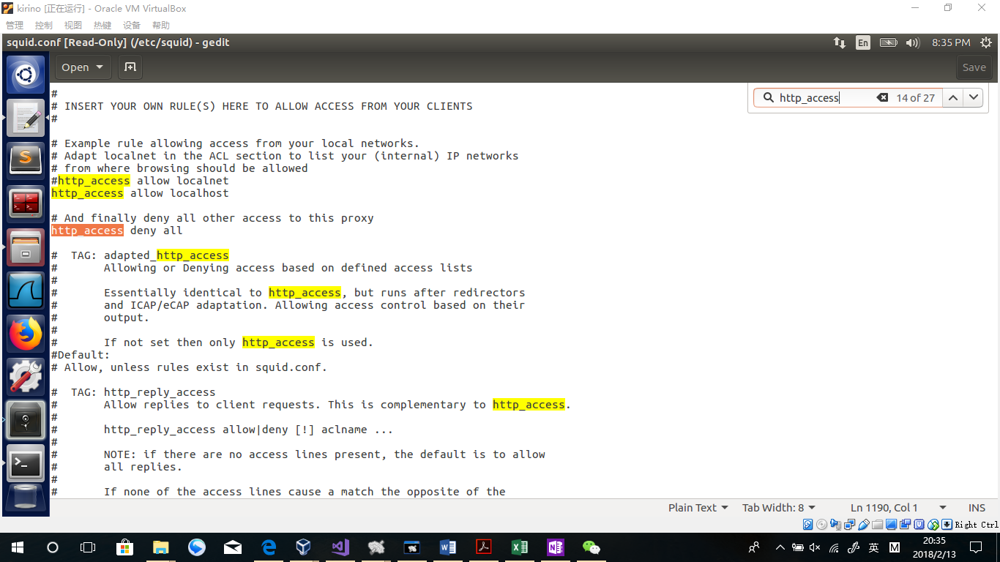 kirino [正在运行] - Oracle VM VirtualBox
管理 控制 视图 热键 设备 帮助
squid.conf [Read-Only] (/etc/squid) - gedit
En
8:35 PM
Open
Save
http_access
14 of 27
#
# INSERT YOUR OWN RULE(S) HERE TO ALLOW ACCESS FROM YOUR CLIENTS
#
# Example rule allowing access from your local networks.
# Adapt localnet in the ACL section to list your (internal) IP networks
# from where browsing should be allowed
#http_access allow localnet
http_access allow localhost
# And finally deny all other access to this proxy
http_access deny all
#  TAG: adapted_http_access
#       Allowing or Denying access based on defined access lists
#
#       Essentially identical to http_access, but runs after redirectors
#       and ICAP/eCAP adaptation. Allowing access control based on their
#       output.
#
#       If not set then only http_access is used.
#Default:
# Allow, unless rules exist in squid.conf.
#  TAG: http_reply_access
#       Allow replies to client requests. This is complementary to http_access.
#
#       http_reply_access allow|deny [!] aclname ...
#
#       NOTE: if there are no access lines present, the default is to allow
#       all replies.
#
#       If none of the access lines cause a match the opposite of the
Plain Text
Tab Width: 8
Ln 1190, Col 1
INS
Right Ctrl
英
M
20:35
2018/2/13